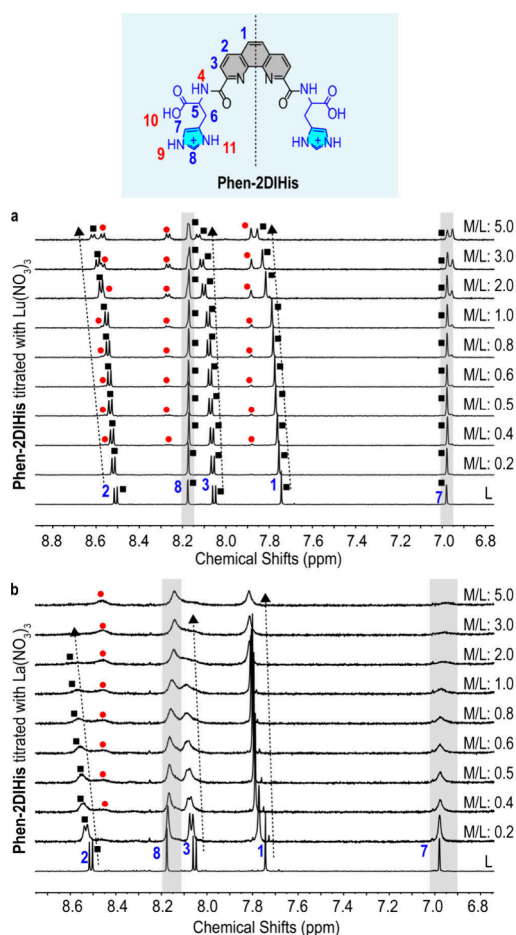 1
2
3
4
O
N
H
NH
O
O
HO
5
6
10
7
OH
HN
+
NH
9
8
11
HN
+
NH
Phen-2DIHis
a
Phen-2DIHis titrated with Lu(NO3)3
M/L: 5.0
M/L: 3.0
M/L: 2.0
M/L: 1.0
M/L: 0.8
M/L: 0.6
M/L: 0.5
M/L: 0.4
M/L: 0.2
2 8 3 1 7 L
8.6 8.4 8.2 8.0 7.8 7.6 7.4 7.2 7.0 6.8
Chemical Shifts (ppm)
b
Phen-2DIHis titrated with La(NO3)3
M/L: 5.0
M/L: 3.0
M/L: 2.0
M/L: 1.0
M/L: 0.8
M/L: 0.6
M/L: 0.5
M/L: 0.4
M/L: 0.2
2 8 3 1 7 L
8.6 8.4 8.2 8.0 7.8 7.6 7.4 7.2 7.0 6.8
Chemical Shifts (ppm)